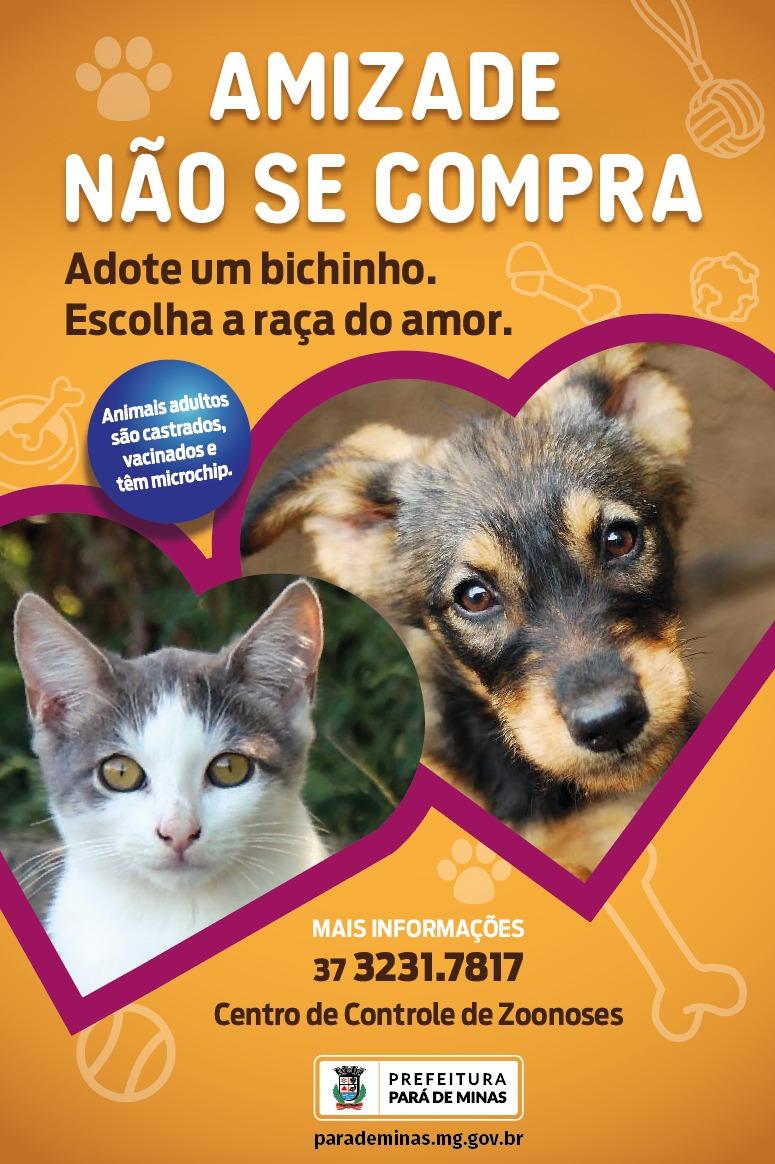 AMIZADE
NÃO SE COMPRA
Adote um bichinho.
Escolha a raça do amor.
Animais adultos
são castrados,
vacinados e
têm microchip.
MAIS INFORMAÇÕES
37 3231.7817
Centro de Controle de Zoonoses
PREFEITURA
PARÁ DE MINAS
parademinas.mg.gov.br